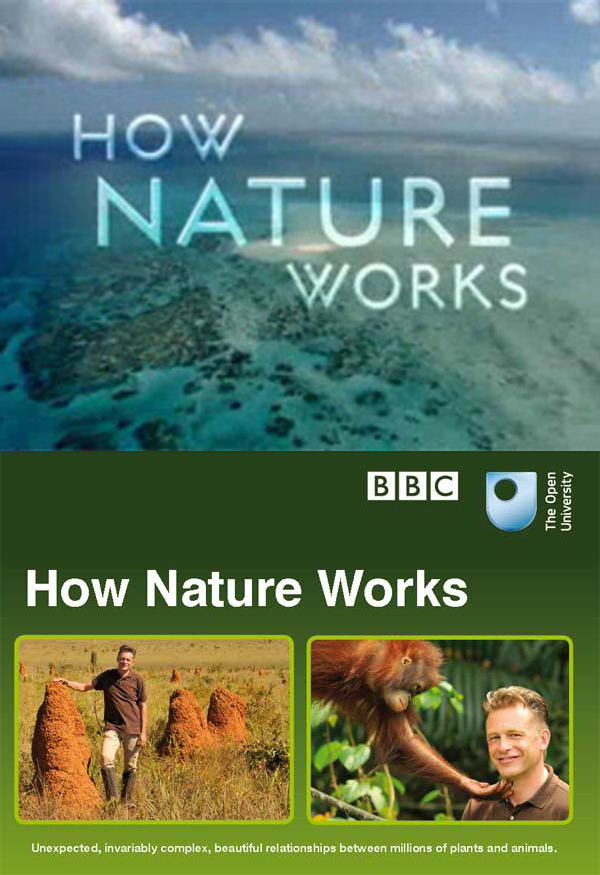 HOW
NATURE
WORKS
BBC
The Open
University
How Nature Works
Unexpected, invariably complex, beautiful relationships between millions of plants and animals.